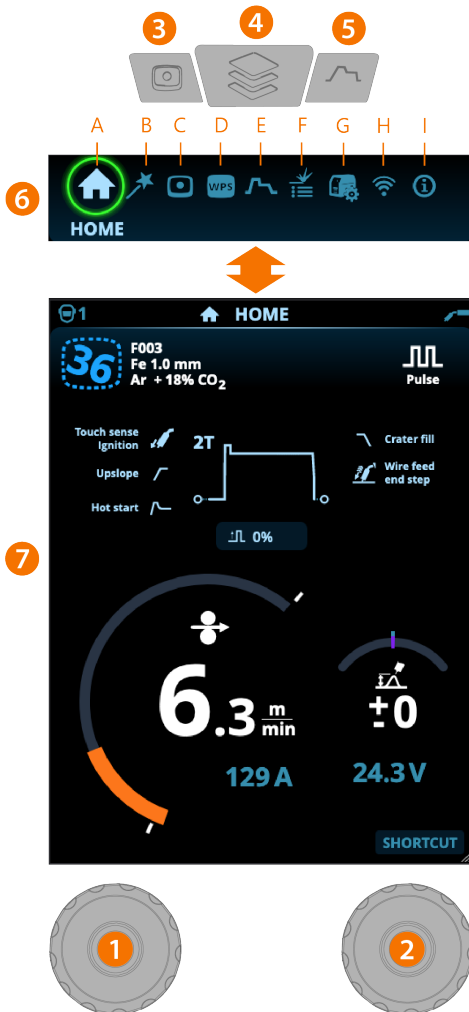 3
4
5
A B C D E F G H I
6
WPS
HOME
1 HOME
36
F003
Fe 1.0 mm
Ar + 18% CO2
Pulse
Touch sense
Ignition
2T
Crater fill
Upslope
Wire feed
end step
Hot start
0%
7
6.3 m
min
±0
129 A
24.3 V
SHORTCUT
1
2